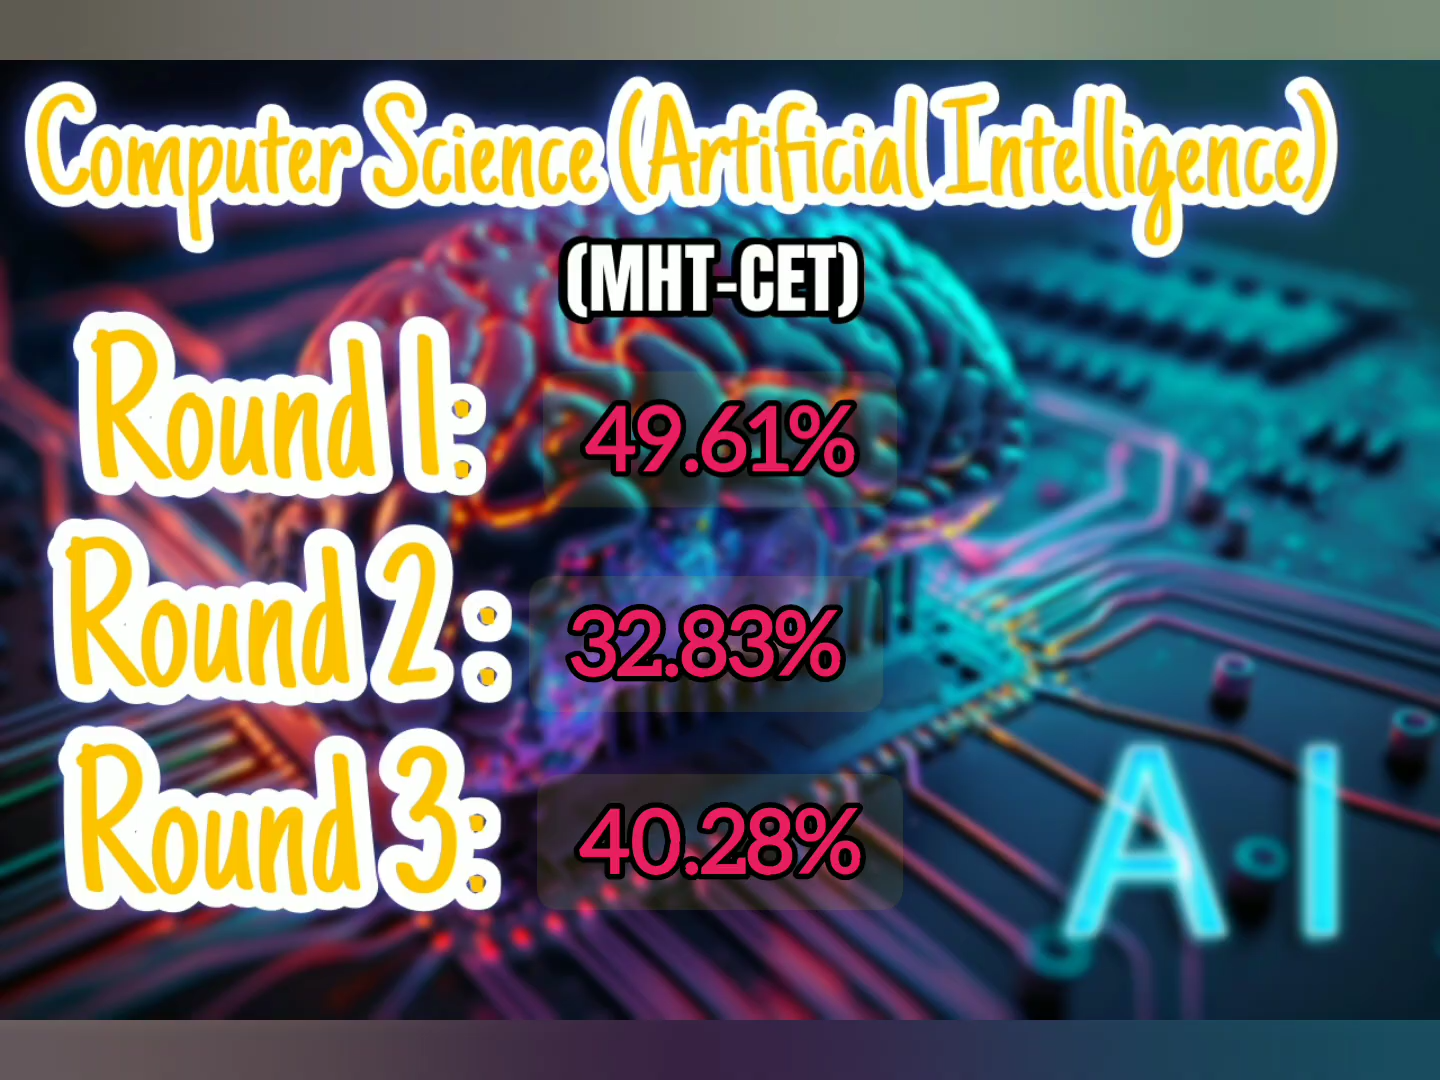 Computer Science (Artificial Intelligence)
(MHT-CET)
Round 1: 49.61%
Round 2: 32.83%
Round 3: 40.28%
AI